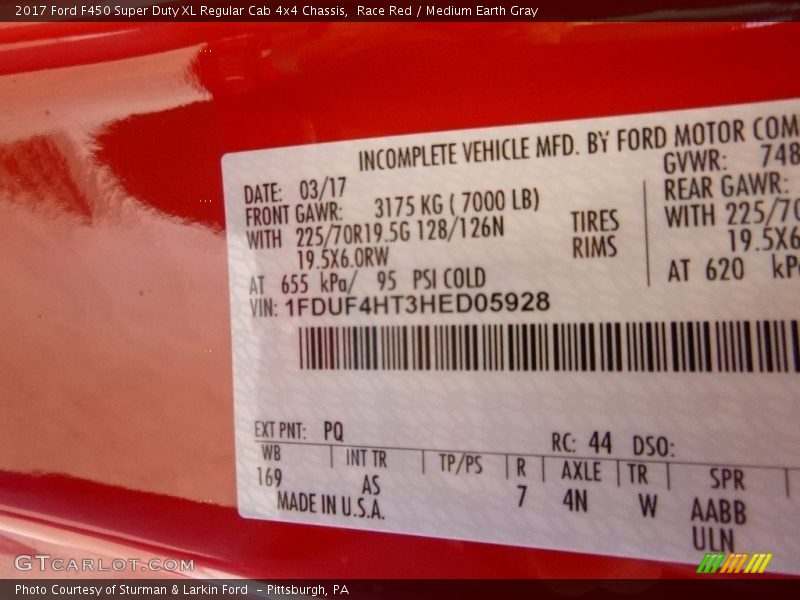 2017 Ford F450 Super Duty XL Regular Cab 4x4 Chassis, Race Red / Medium Earth Gray
INCOMPLETE VEHICLE MFD. BY FORD MOTOR COM
DATE: 03/17 GVWR: 748
FRONT GAWR: 3175 KG ( 7000 LB) REAR GAWR:
WITH 225/70R19.5G 128/126N TIRES WITH 225/70
19.5X6.0RW RIMS 19.5X6
AT 655 kPa/ 95 PSI COLD AT 620 kPa
VIN: 1FDUF4HT3HED05928
EXT PNT: PQ RC: 44 DSO:
WB INT TR TP/PS R AXLE TR SPR
169 AS 7 4N W AABB
MADE IN U.S.A. ULN
GTCARLOT.COM
Photo Courtesy of Sturman & Larkin Ford - Pittsburgh, PA